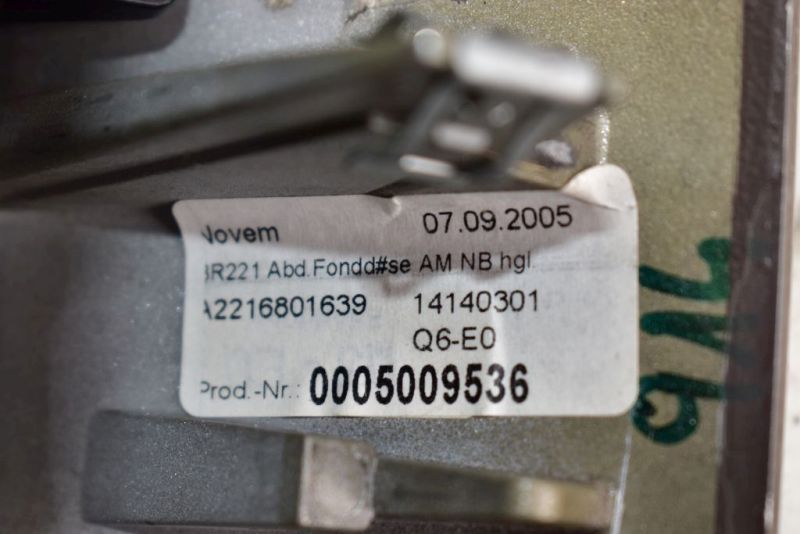 Novem 07.09.2005
BR221 Abd.Fondd#se AM NB hgl.
A2216801639 14140301
Q6-E0
Prod.-Nr.: 0005009536